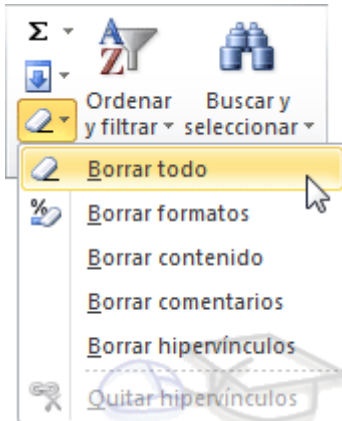 Σ
Ordenar y filtrar
Buscar y seleccionar
Borrar todo
Borrar formatos
Borrar contenido
Borrar comentarios
Borrar hipervínculos
Quitar hipervínculos